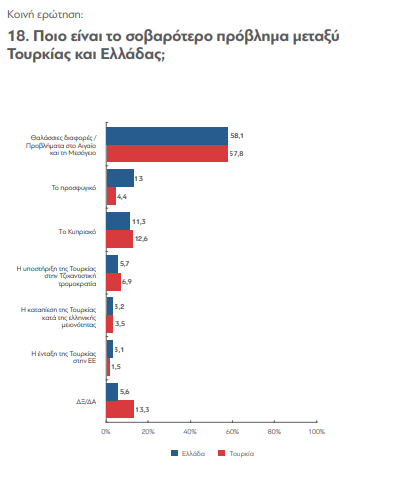 Κοινή ερώτηση:
18. Ποιο είναι το σοβαρότερο πρόβλημα μεταξύ
Τουρκίας και Ελλάδας;
Θαλάσσιες διαφορές /
Προβλήματα στο Αιγαίο
και τη Μεσόγειο
58,1
57,8
Το προσφυγικό
13
4,4
Το Κυπριακό
11,3
12,6
Η υποστήριξη της Τουρκίας
στην Τζιχαντιστική
τρομοκρατία
5,7
6,9
Η καταπίεση της Τουρκίας
κατά της ελληνικής
μειονότητας
3,2
3,5
Η ένταξη της Τουρκίας
στην ΕΕ
3,1
1,5
ΔΞ/ΔΑ
5,6
13,3
0% 20% 40% 60% 80% 100%
Ελλάδα Τουρκία